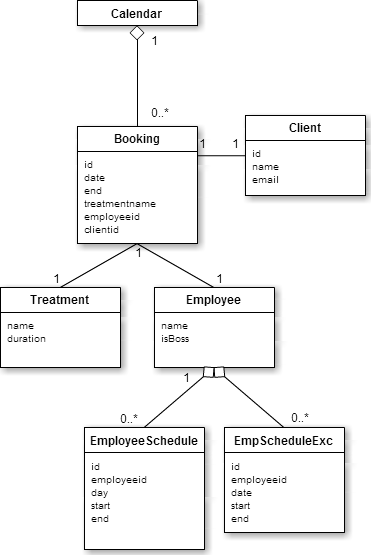 Calendar
1
0..*
Booking
id
date
end
treatmentname
employeeid
clientid
1
1
Client
id
name
email
1
1
1
Treatment
name
duration
Employee
name
isBoss
1
0..*
0..*
EmployeeSchedule
id
employeeid
day
start
end
EmpScheduleExc
id
employeeid
date
start
end